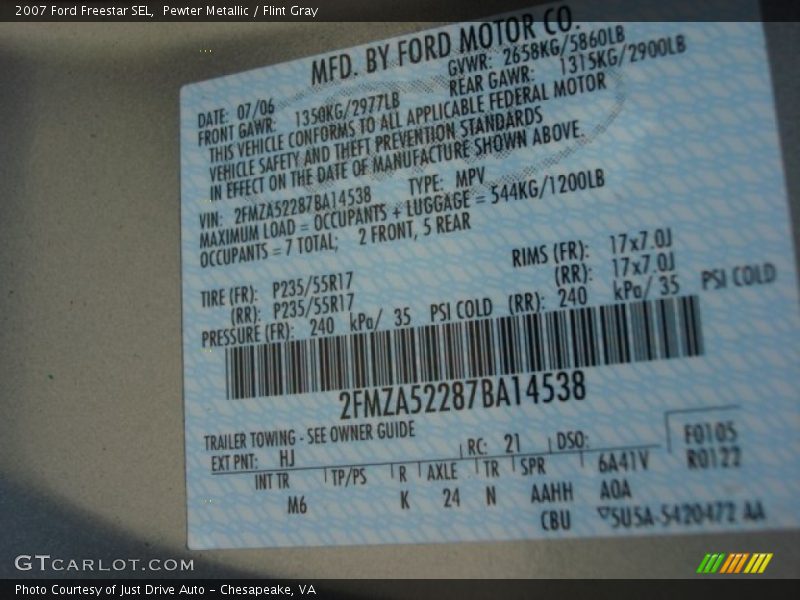 2007 Ford Freestar SEL,  Pewter Metallic / Flint Gray
MFD. BY FORD MOTOR CO.
DATE: 07/06 GVWR: 2658KG/5860LB
FRONT GAWR: 1350KG/2977LB REAR GAWR: 1315KG/2900LB
THIS VEHICLE CONFORMS TO ALL APPLICABLE FEDERAL MOTOR
VEHICLE SAFETY AND THEFT PREVENTION STANDARDS
IN EFFECT ON THE DATE OF MANUFACTURE SHOWN ABOVE.
VIN: 2FMZA52287BA14538 TYPE: MPV
MAXIMUM LOAD = OCCUPANTS + LUGGAGE = 544KG/1200LB
OCCUPANTS = 7 TOTAL; 2 FRONT, 5 REAR
TIRE (FR): P235/55R17 RIMS (FR): 17x7.0J
(RR): P235/55R17 (RR): 17x7.0J
PRESSURE (FR): 240 kPa/ 35 PSI COLD (RR): 240 kPa/ 35 PSI COLD
2FMZA52287BA14538
TRAILER TOWING - SEE OWNER GUIDE
EXT PNT: HJ RC: 21 DSO: F0105
INT TR TP/PS R AXLE TR SPR 6A41V R0122
M6 K 24 N AAHH AOA
CBU ▽5U5A-5420472 AA
GTCARLOT.COM
Photo Courtesy of Just Drive Auto - Chesapeake, VA